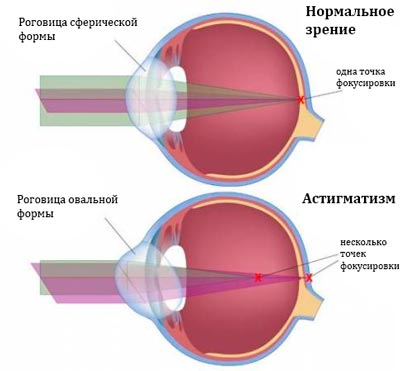 Роговица сферической
формы
Нормальное
зрение
одна точка
фокусировки
Роговица овальной
формы
Астигматизм
несколько
точек
фокусировки